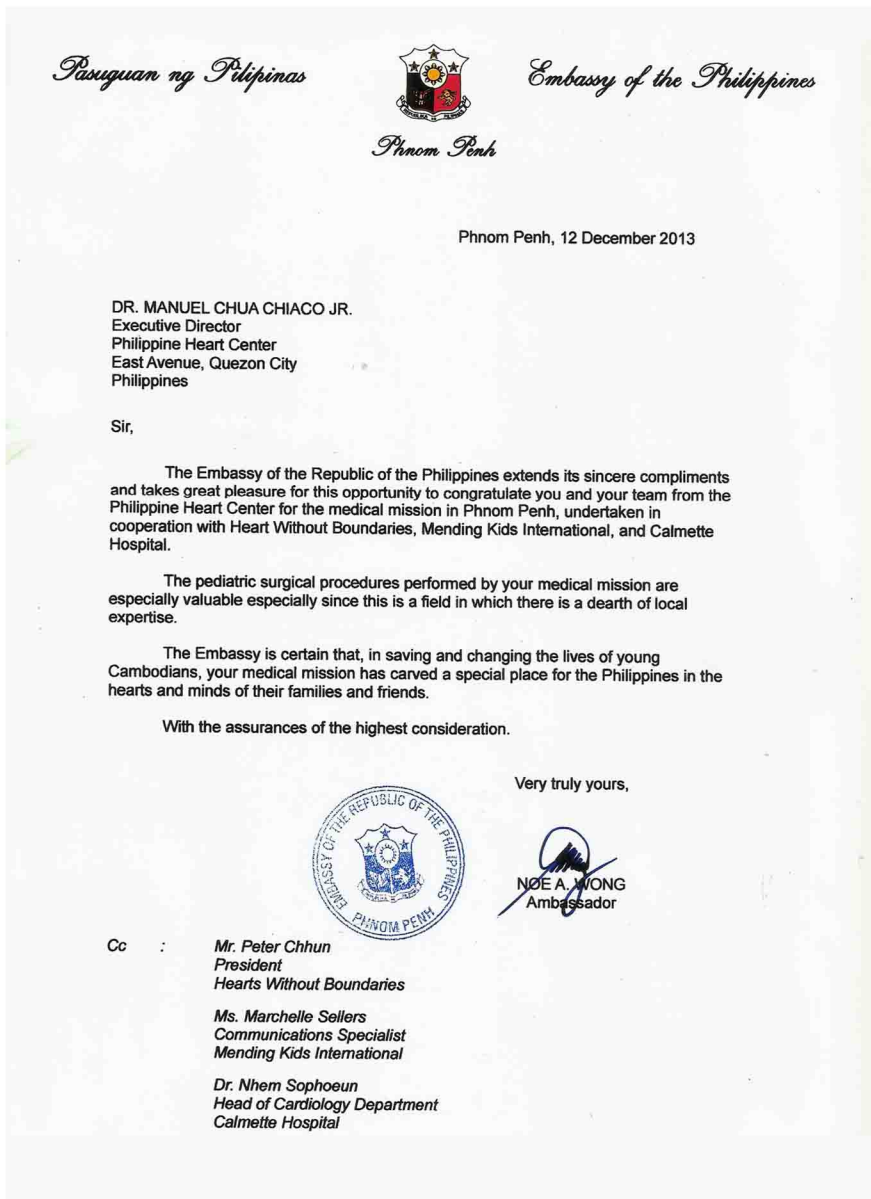 Pasuguan ng Pilipinas
Embassy of the Philippines
Phnom Penh
Phnom Penh, 12 December 2013
DR. MANUEL CHUA CHIACO JR.
Executive Director
Philippine Heart Center
East Avenue, Quezon City
Philippines
Sir,
The Embassy of the Republic of the Philippines extends its sincere compliments
and takes great pleasure for this opportunity to congratulate you and your team from the
Philippine Heart Center for the medical mission in Phnom Penh, undertaken in
cooperation with Heart Without Boundaries, Mending Kids International, and Calmette
Hospital.
The pediatric surgical procedures performed by your medical mission are
especially valuable especially since this is a field in which there is a dearth of local
expertise.
The Embassy is certain that, in saving and changing the lives of young
Cambodians, your medical mission has carved a special place for the Philippines in the
hearts and minds of their families and friends.
With the assurances of the highest consideration.
Very truly yours,
EMBASSY OF THE REPUBLIC OF THE PHILIPPINES
PHNOM PENH
NOE A. WONG
Ambassador
Cc :
Mr. Peter Chhun
President
Hearts Without Boundaries
Ms. Marchelle Sellers
Communications Specialist
Mending Kids International
Dr. Nhem Sophoeun
Head of Cardiology Department
Calmette Hospital